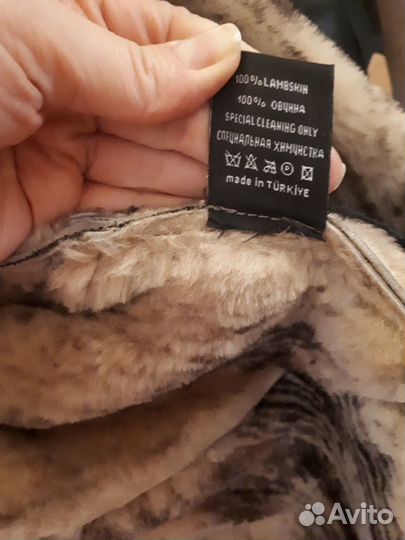 100% LAMBSKIN
100% ОВЧИНА
SPECIAL CLEANING ONLY
СПЕЦИАЛЬНАЯ ХИМЧИСТКА
P
made in TÜRKİYE
Avito